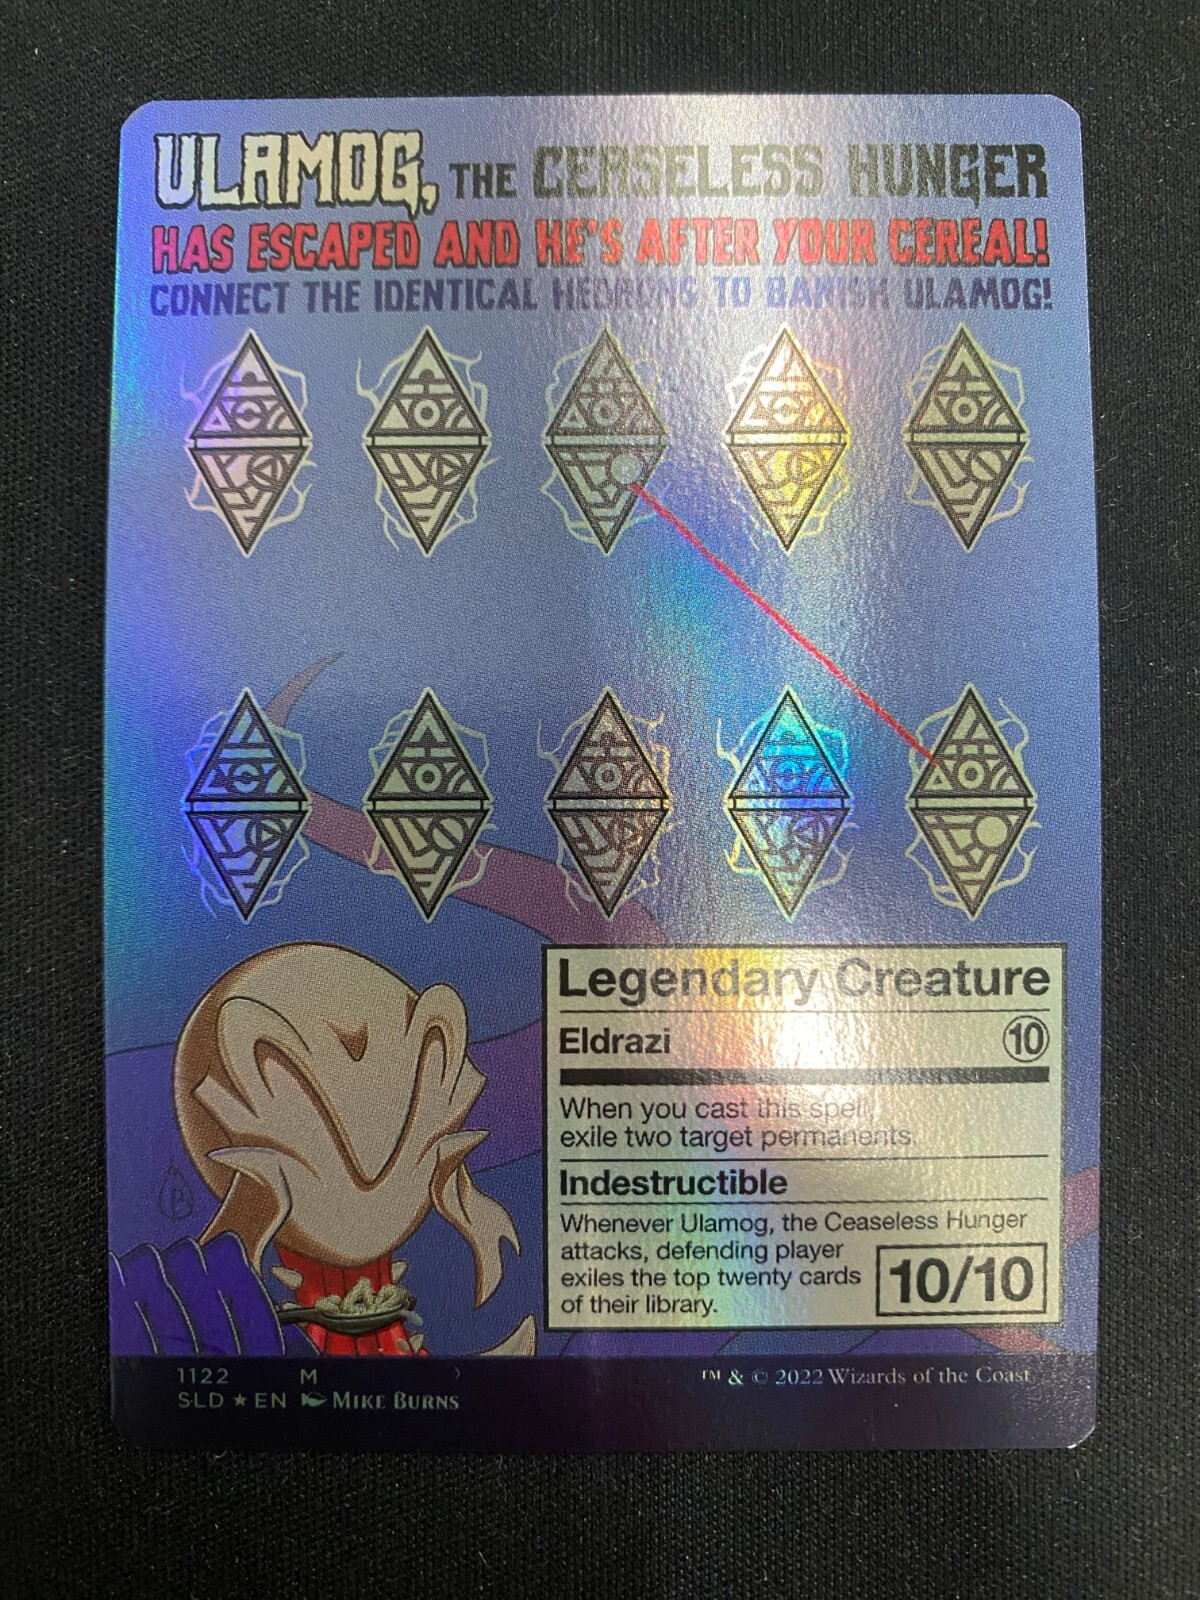 ULAMOG, THE CEASELESS HUNGER
HAS ESCAPED AND HE'S AFTER YOUR CEREAL!
CONNECT THE IDENTICAL HEDRONS TO BANISH ULAMOG!
Legendary Creature
Eldrazi 10
When you cast this spell,
exile two target permanents.
Indestructible
Whenever Ulamog, the Ceaseless Hunger
attacks, defending player
exiles the top twenty cards
of their library.
10/10
1122 M
SLD ★ EN MIKE BURNS
™ & © 2022 Wizards of the Coast